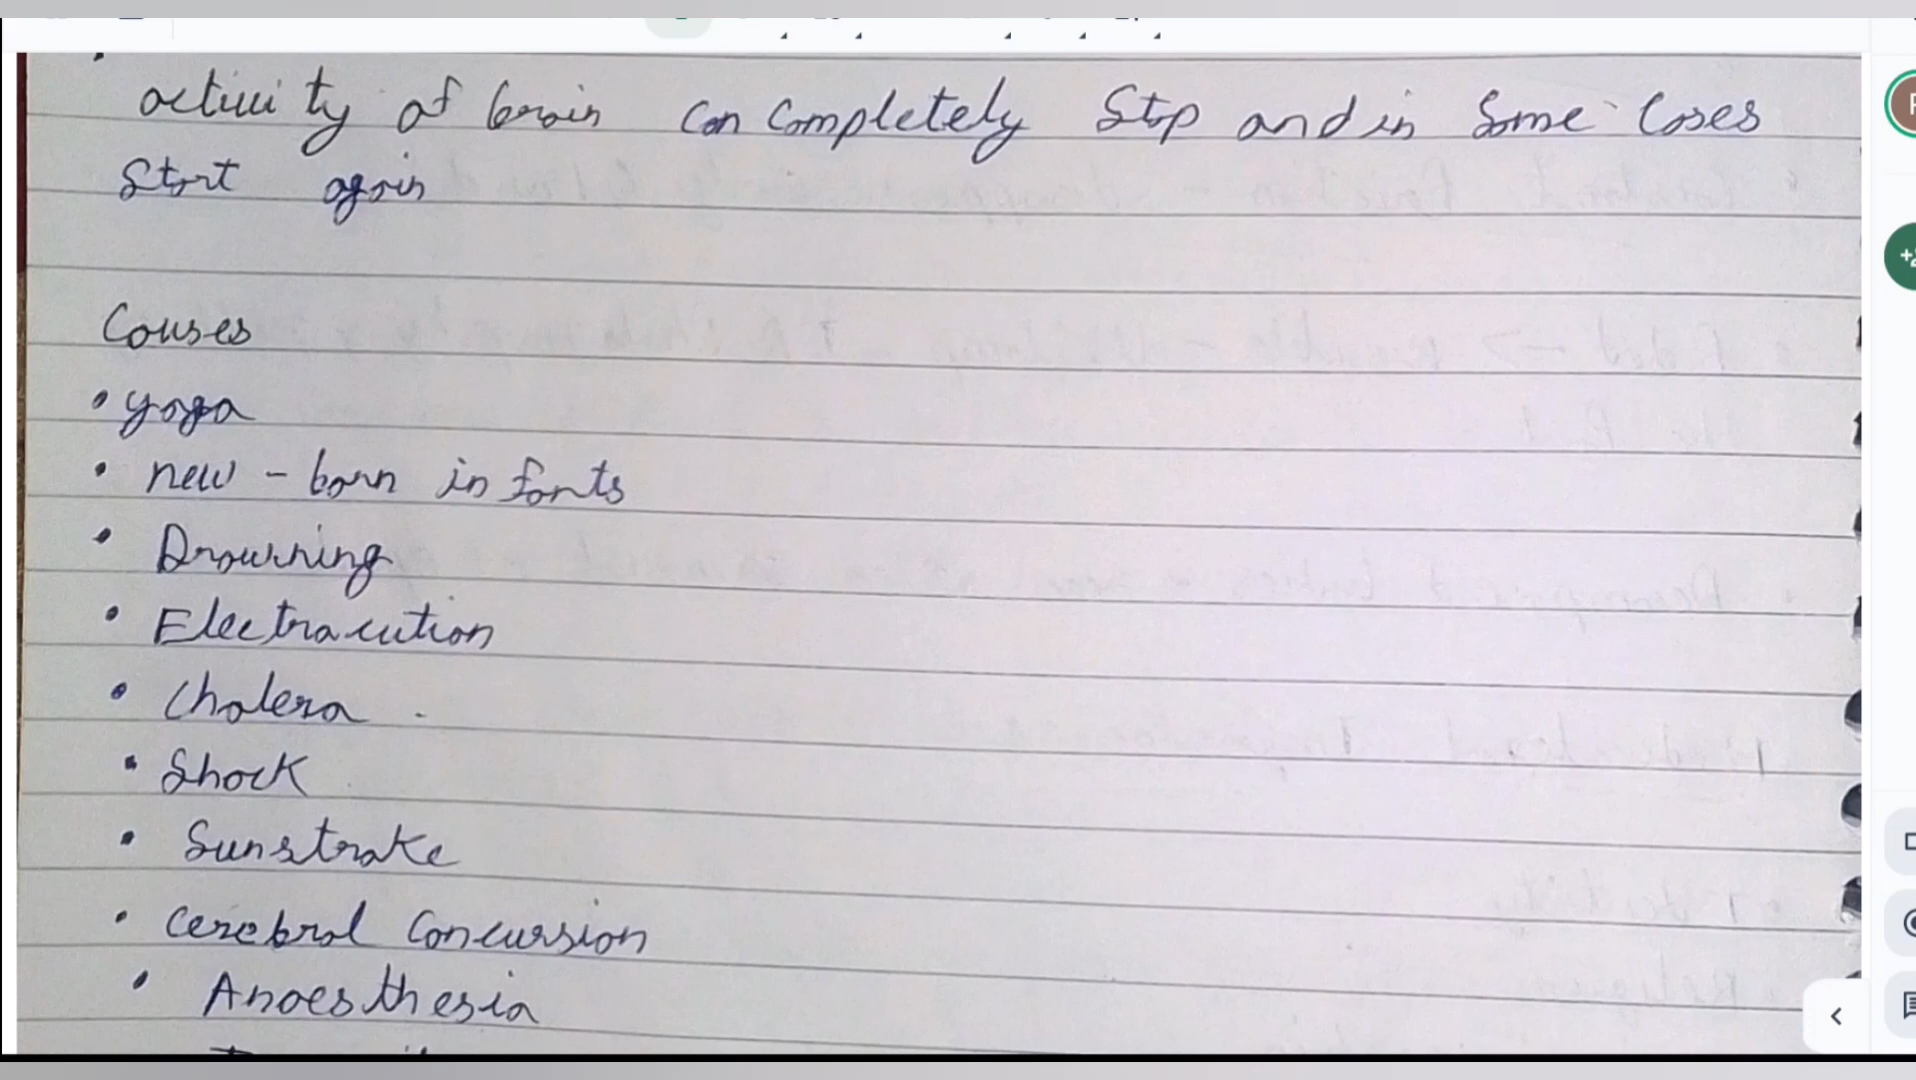 activity of brain can completely stop and in some cases
start again
Causes
• yoga
• new - born infants
• Drowning
• Electrocution
• Cholera
• Shock
• Sunstroke
• Cerebral Concursion
• Anaesthesia